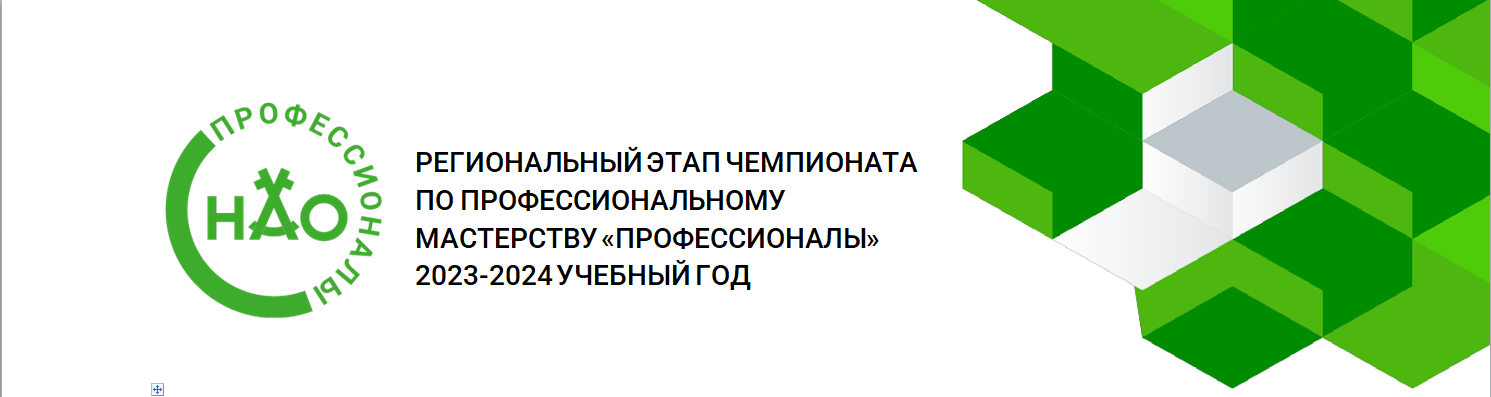 ПРОФЕССИОНАЛЫ
НАО
РЕГИОНАЛЬНЫЙ ЭТАП ЧЕМПИОНАТА
ПО ПРОФЕССИОНАЛЬНОМУ
МАСТЕРСТВУ «ПРОФЕССИОНАЛЫ»
2023-2024 УЧЕБНЫЙ ГОД